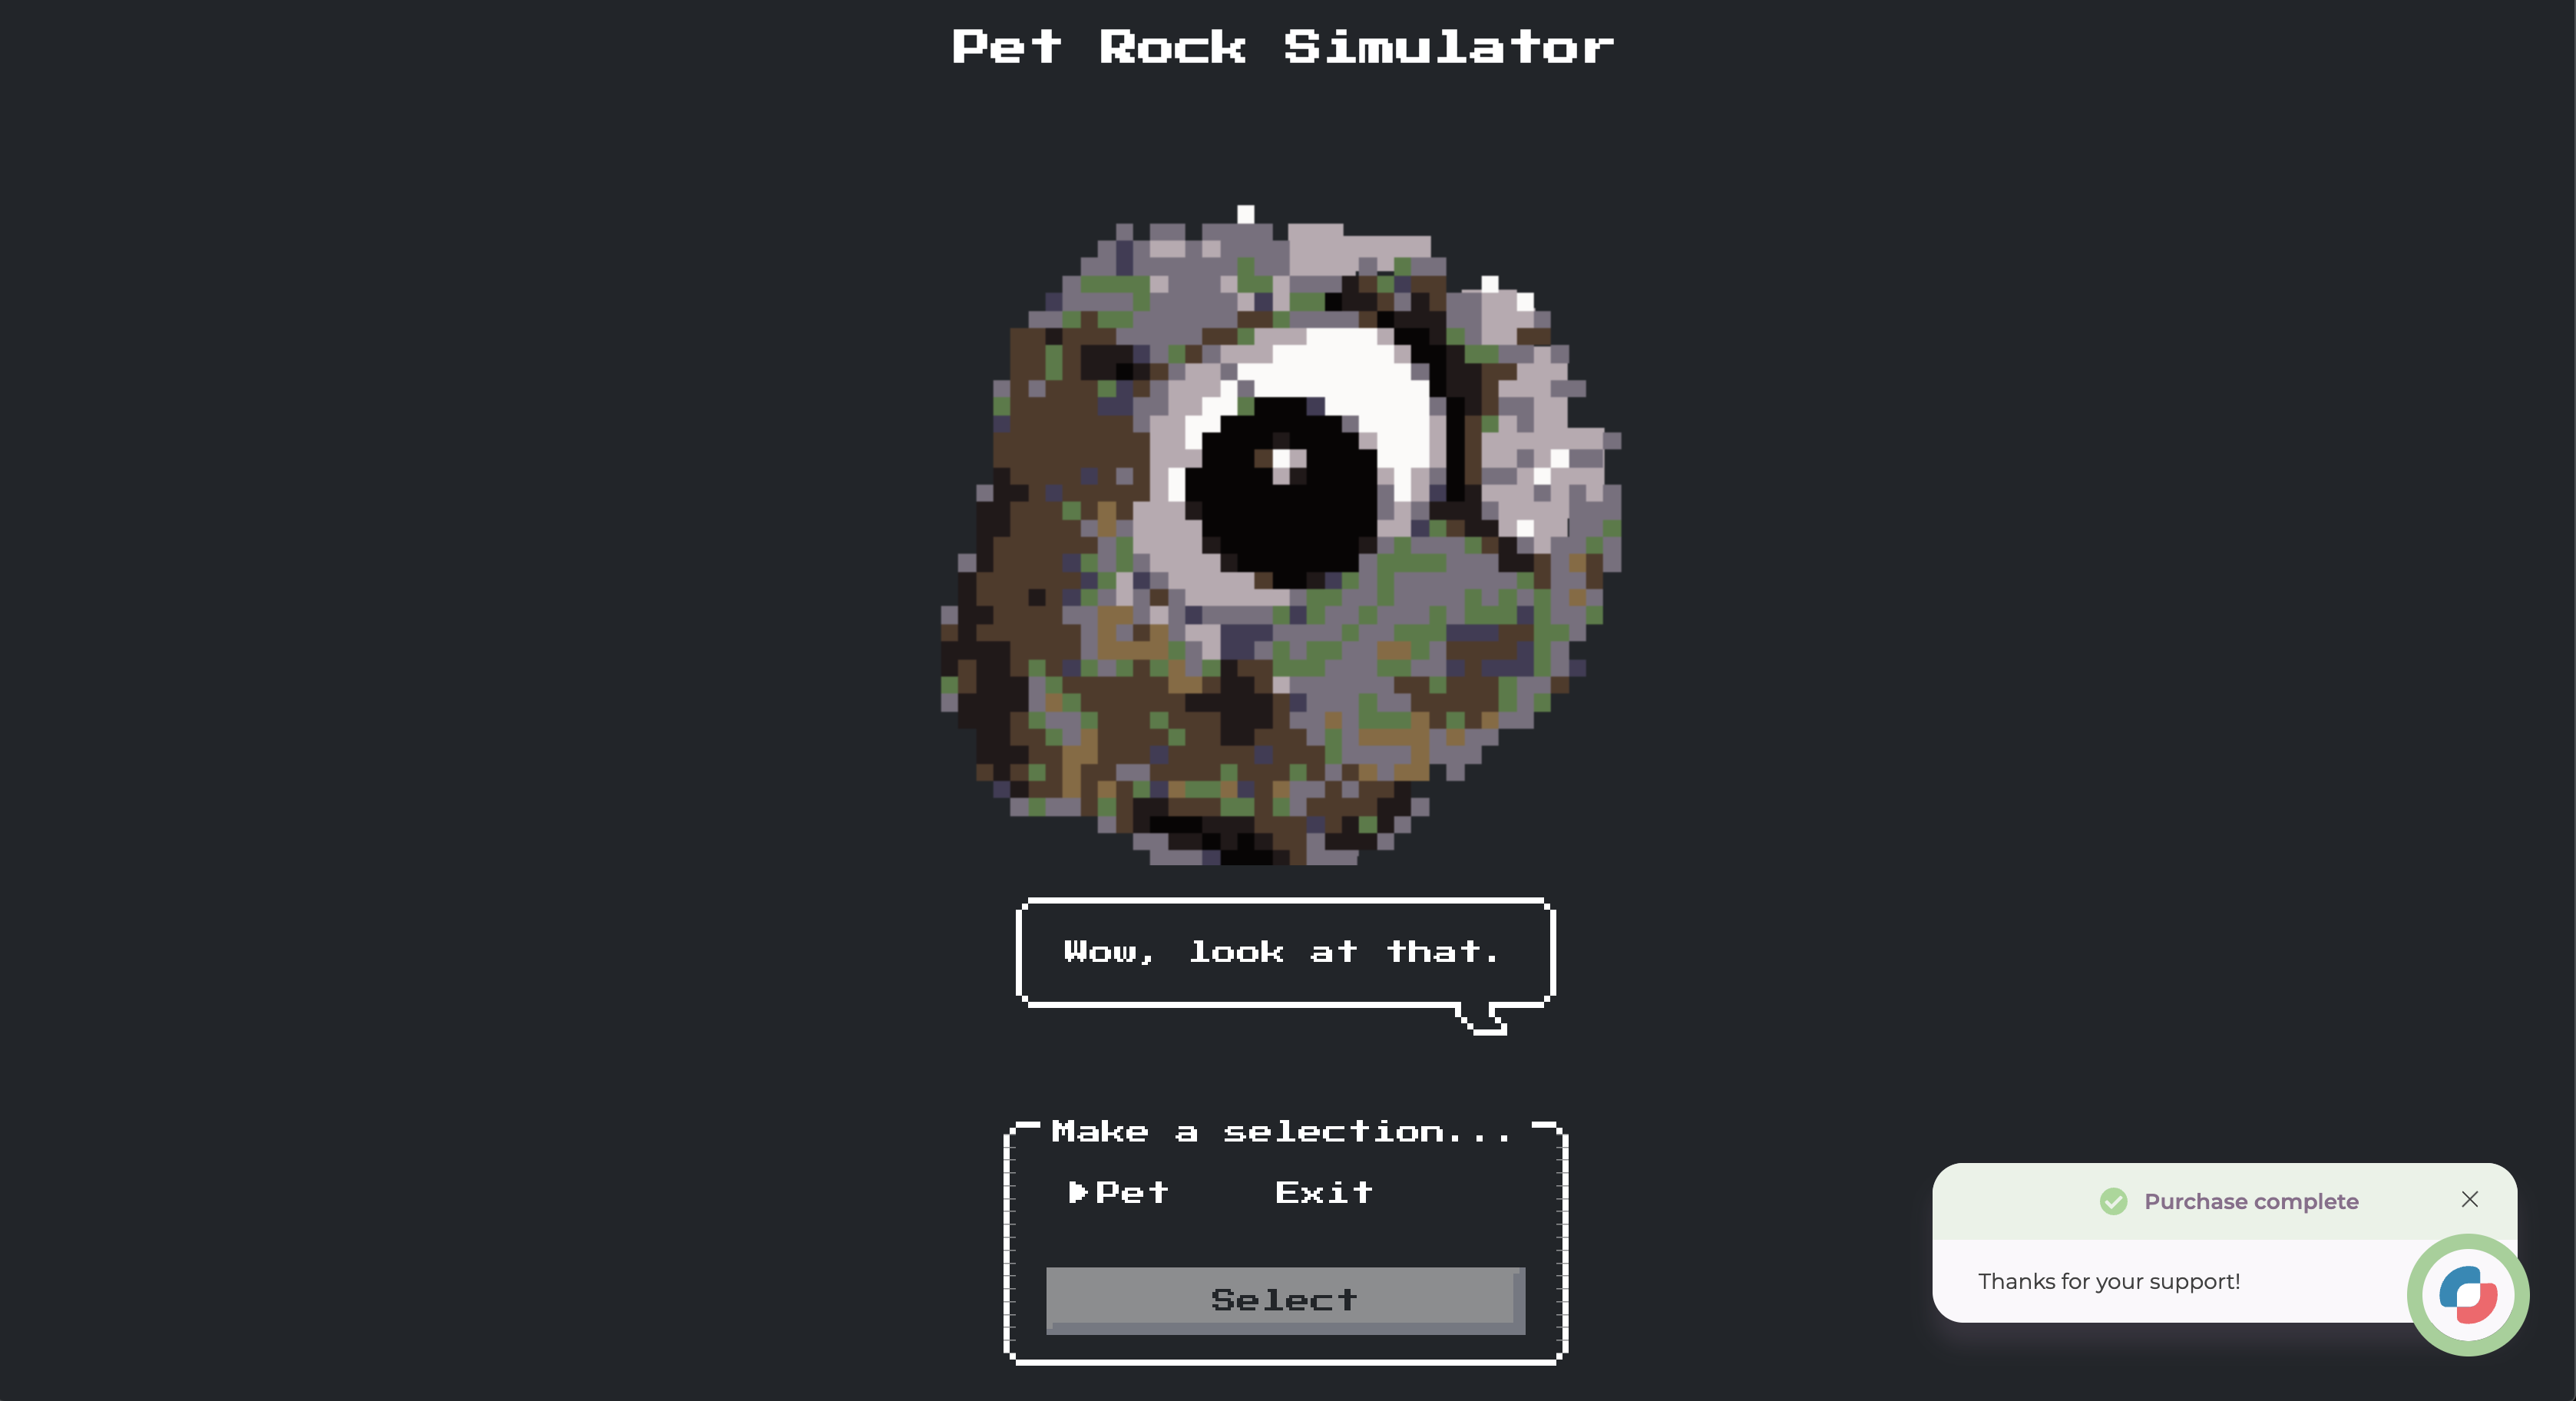 Pet Rock Simulator
Wow, look at that.
Make a selection...
Pet Exit
Select
Purchase complete
Thanks for your support!